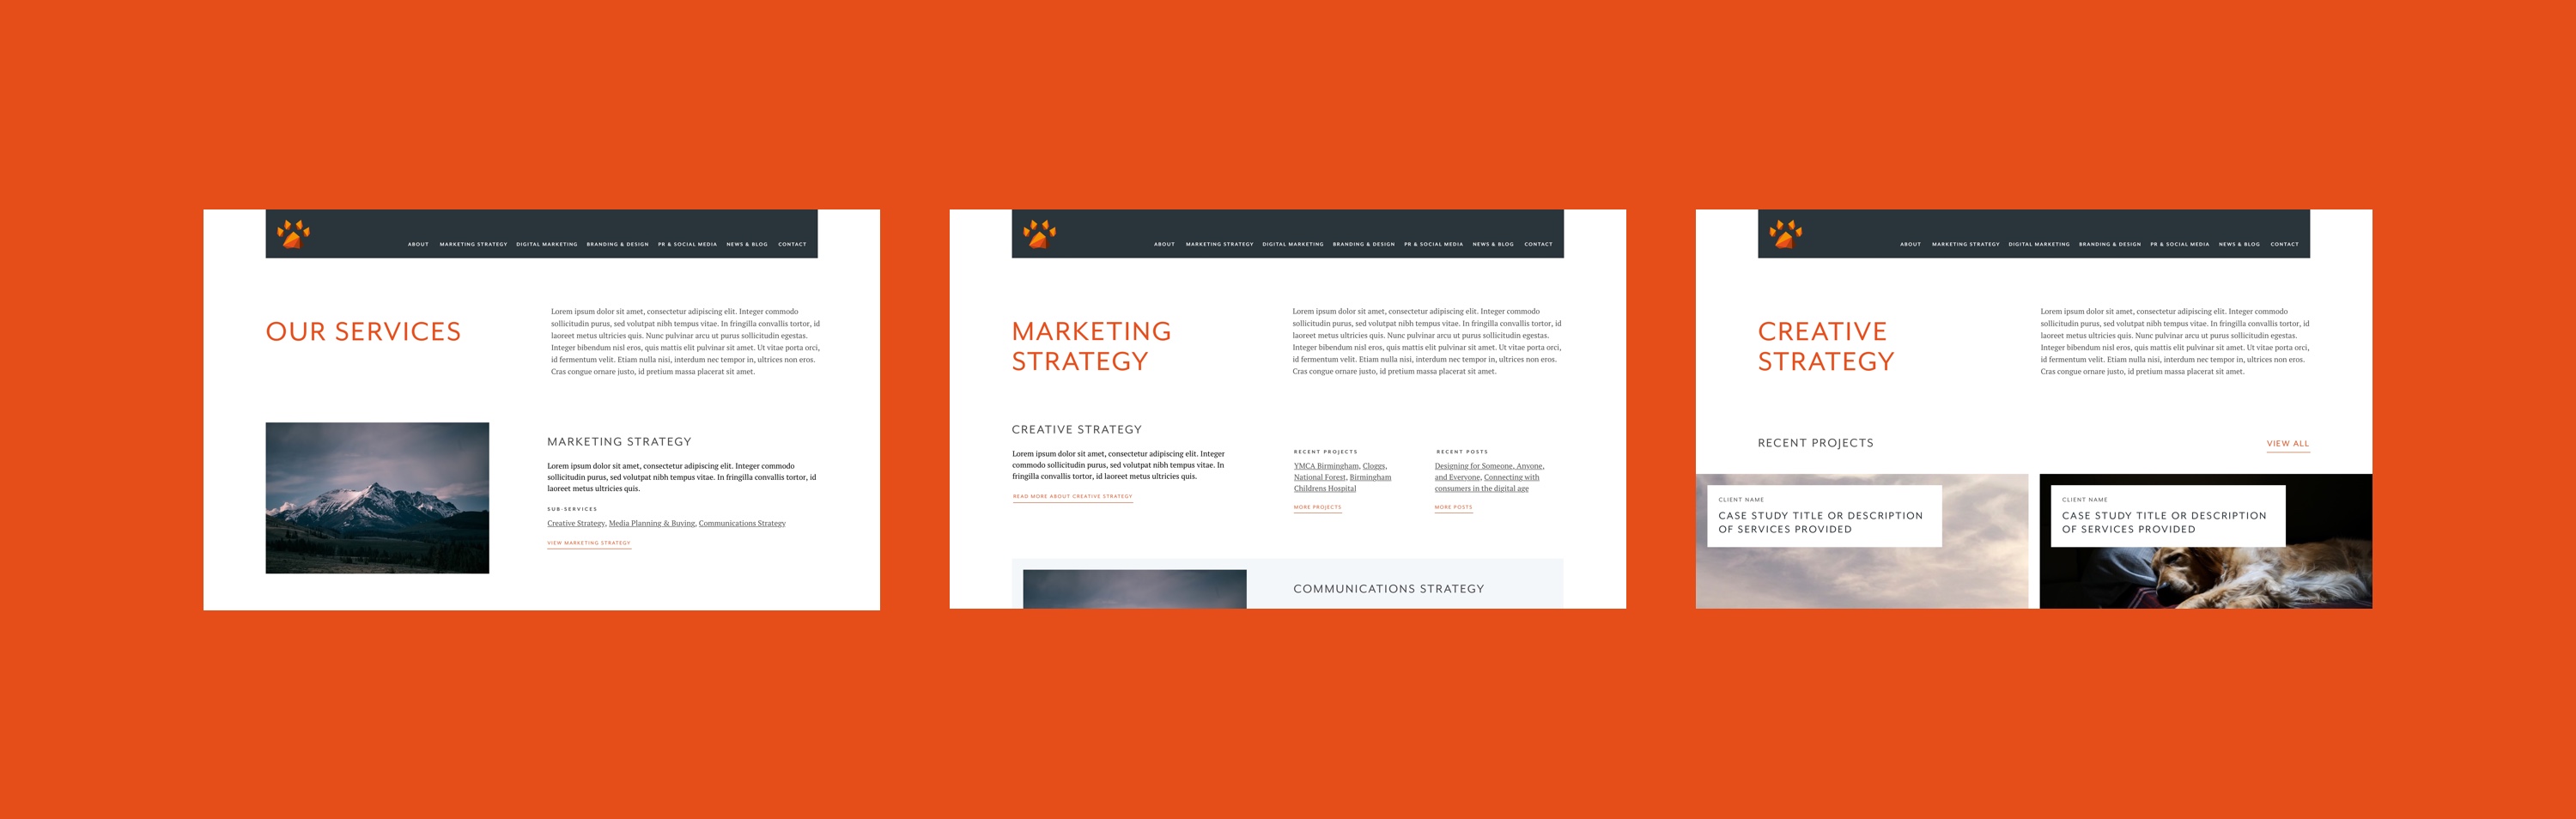 ABOUT MARKETING STRATEGY DIGITAL MARKETING BRANDING & DESIGN PR & SOCIAL MEDIA NEWS & BLOG CONTACT
OUR SERVICES
Lorem ipsum dolor sit amet, consectetur adipiscing elit. Integer commodo
sollicitudin purus, sed volutpat nibh tempus vitae. In fringilla convallis tortor, id
laoreet metus ultricies quis. Nunc pulvinar arcu ut purus sollicitudin egestas.
Integer bibendum nisl eros, quis mattis elit pulvinar sit amet. Ut vitae porta orci,
id fermentum velit. Etiam nulla nisi, interdum nec tempor in, ultrices non eros.
Cras congue ornare justo, id pretium massa placerat sit amet.
MARKETING STRATEGY
Lorem ipsum dolor sit amet, consectetur adipiscing elit. Integer commodo
sollicitudin purus, sed volutpat nibh tempus vitae. In fringilla convallis tortor, id
laoreet metus ultricies quis.
SUB-SERVICES
Creative Strategy, Media Planning & Buying, Communications Strategy
VIEW MARKETING STRATEGY
ABOUT MARKETING STRATEGY DIGITAL MARKETING BRANDING & DESIGN PR & SOCIAL MEDIA NEWS & BLOG CONTACT
MARKETING
STRATEGY
Lorem ipsum dolor sit amet, consectetur adipiscing elit. Integer commodo
sollicitudin purus, sed volutpat nibh tempus vitae. In fringilla convallis tortor, id
laoreet metus ultricies quis. Nunc pulvinar arcu ut purus sollicitudin egestas.
Integer bibendum nisl eros, quis mattis elit pulvinar sit amet. Ut vitae porta orci,
id fermentum velit. Etiam nulla nisi, interdum nec tempor in, ultrices non eros.
Cras congue ornare justo, id pretium massa placerat sit amet.
CREATIVE STRATEGY
Lorem ipsum dolor sit amet, consectetur adipiscing elit. Integer
commodo sollicitudin purus, sed volutpat nibh tempus vitae. In
fringilla convallis tortor, id laoreet metus ultricies quis.
READ MORE ABOUT CREATIVE STRATEGY
RECENT PROJECTS
YMCA Birmingham, Cloggs,
National Forest, Birmingham
Childrens Hospital
MORE PROJECTS
RECENT POSTS
Designing for Someone, Anyone,
and Everyone, Connecting with
consumers in the digital age
MORE POSTS
COMMUNICATIONS STRATEGY
ABOUT MARKETING STRATEGY DIGITAL MARKETING BRANDING & DESIGN PR & SOCIAL MEDIA NEWS & BLOG CONTACT
CREATIVE
STRATEGY
Lorem ipsum dolor sit amet, consectetur adipiscing elit. Integer commodo
sollicitudin purus, sed volutpat nibh tempus vitae. In fringilla convallis tortor, id
laoreet metus ultricies quis. Nunc pulvinar arcu ut purus sollicitudin egestas.
Integer bibendum nisl eros, quis mattis elit pulvinar sit amet. Ut vitae porta orci,
id fermentum velit. Etiam nulla nisi, interdum nec tempor in, ultrices non eros.
Cras congue ornare justo, id pretium massa placerat sit amet.
RECENT PROJECTS
VIEW ALL
CLIENT NAME
CASE STUDY TITLE OR DESCRIPTION
OF SERVICES PROVIDED
CLIENT NAME
CASE STUDY TITLE OR DESCRIPTION
OF SERVICES PROVIDED